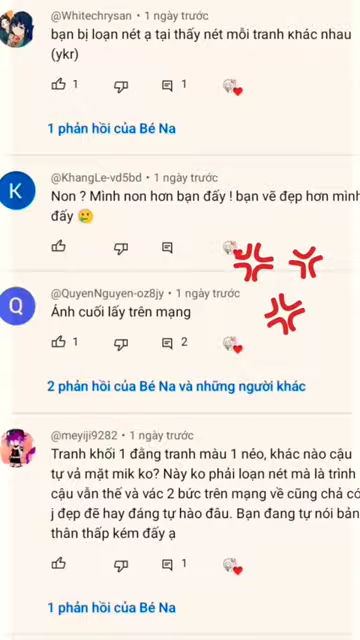 @Whitechrysan • 1 ngày trước
bạn bị loạn nét ạ tại thấy nét mỗi tranh khác nhau
(ykr)
1
1
1 phản hồi của Bé Na
K
@KhangLe-vd5bd • 1 ngày trước
Non ? Mình non hơn bạn đấy ! bạn vẽ đẹp hơn mình
đấy 🥲
Q
@QuyenNguyen-oz8jy • 1 ngày trước
Ảnh cuối lấy trên mạng
1
2
2 phản hồi của Bé Na và những người khác
@meyiji9282 • 1 ngày trước
Tranh khối 1 đằng tranh màu 1 néo, khác nào cậu
tự vả mặt mik ko? Này ko phải loạn nét mà là trình
cậu vẫn thế và vác 2 bức trên mạng về cũng chả có
j đẹp đẽ hay đáng tự hào đâu. Bạn đang tự nói bản
thân thấp kém đấy ạ
1
1 phản hồi của Bé Na